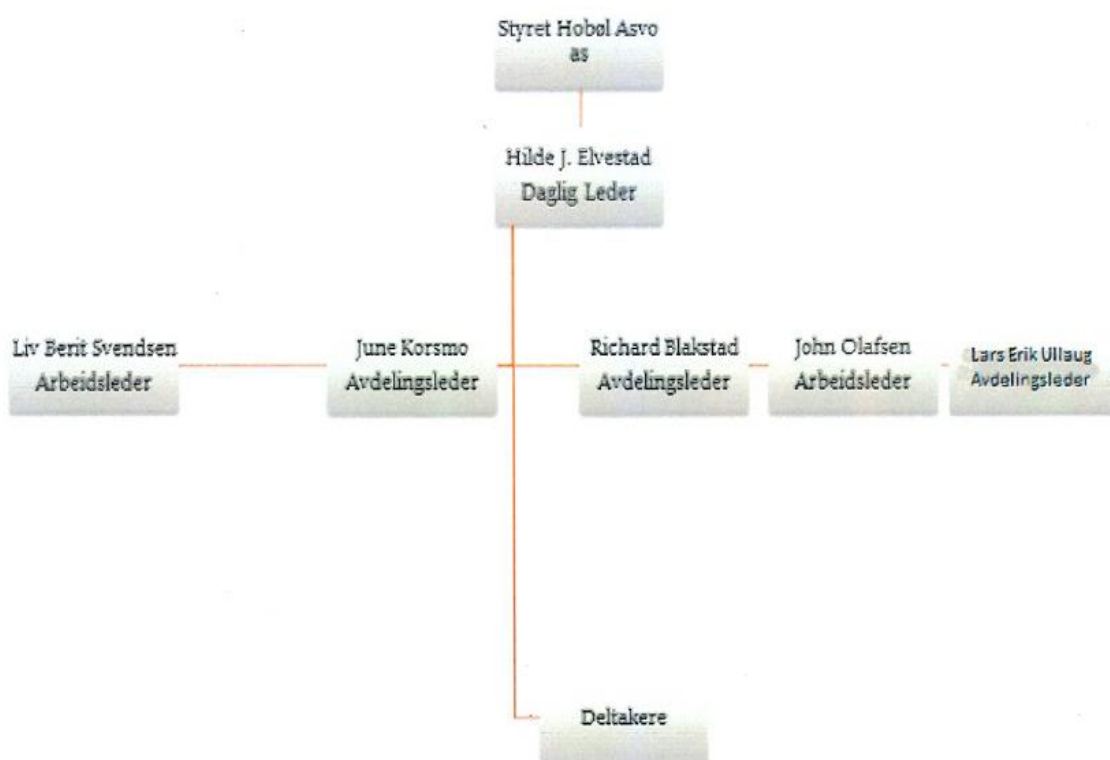 Styret Hobøl Asvo
as
Hilde J. Elvestad
Daglig Leder
Liv Berit Svendsen
Arbeidsleder
June Korsmo
Avdelingsleder
Richard Blakstad
Avdelingsleder
John Olafsen
Arbeidsleder
Lars Erik Ullaug
Avdelingsleder
Deltakere